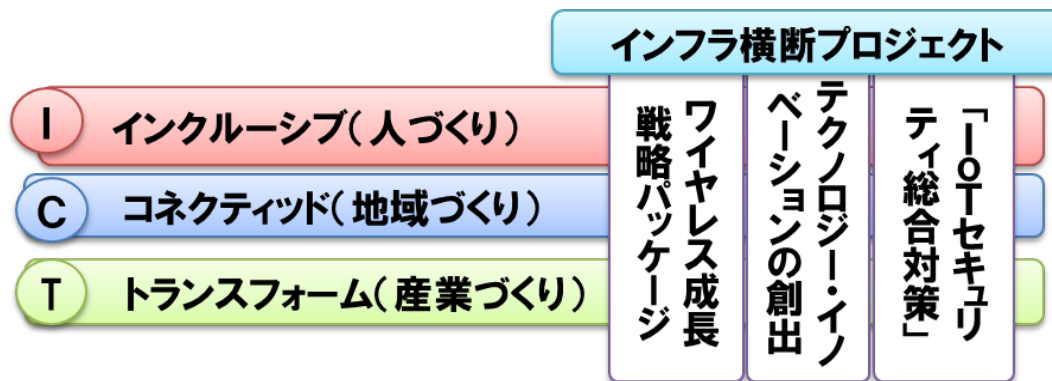 インフラ横断プロジェクト
I
インクルーシブ(人づくり)
C
コネクティッド(地域づくり)
T
トランスフォーム(産業づくり)
ワイヤレス成長
戦略パッケージ
テクノロジー・イノ
ベーションの創出
「IoTセキュリ
ティ総合対策」